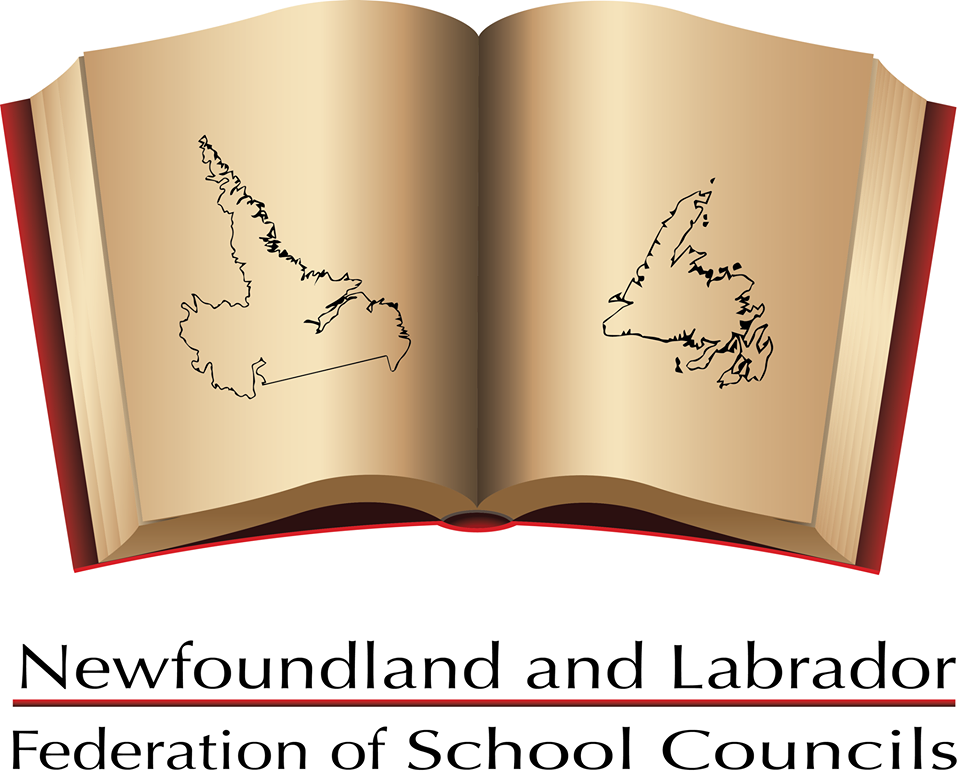 Newfoundland and Labrador
Federation of School Councils